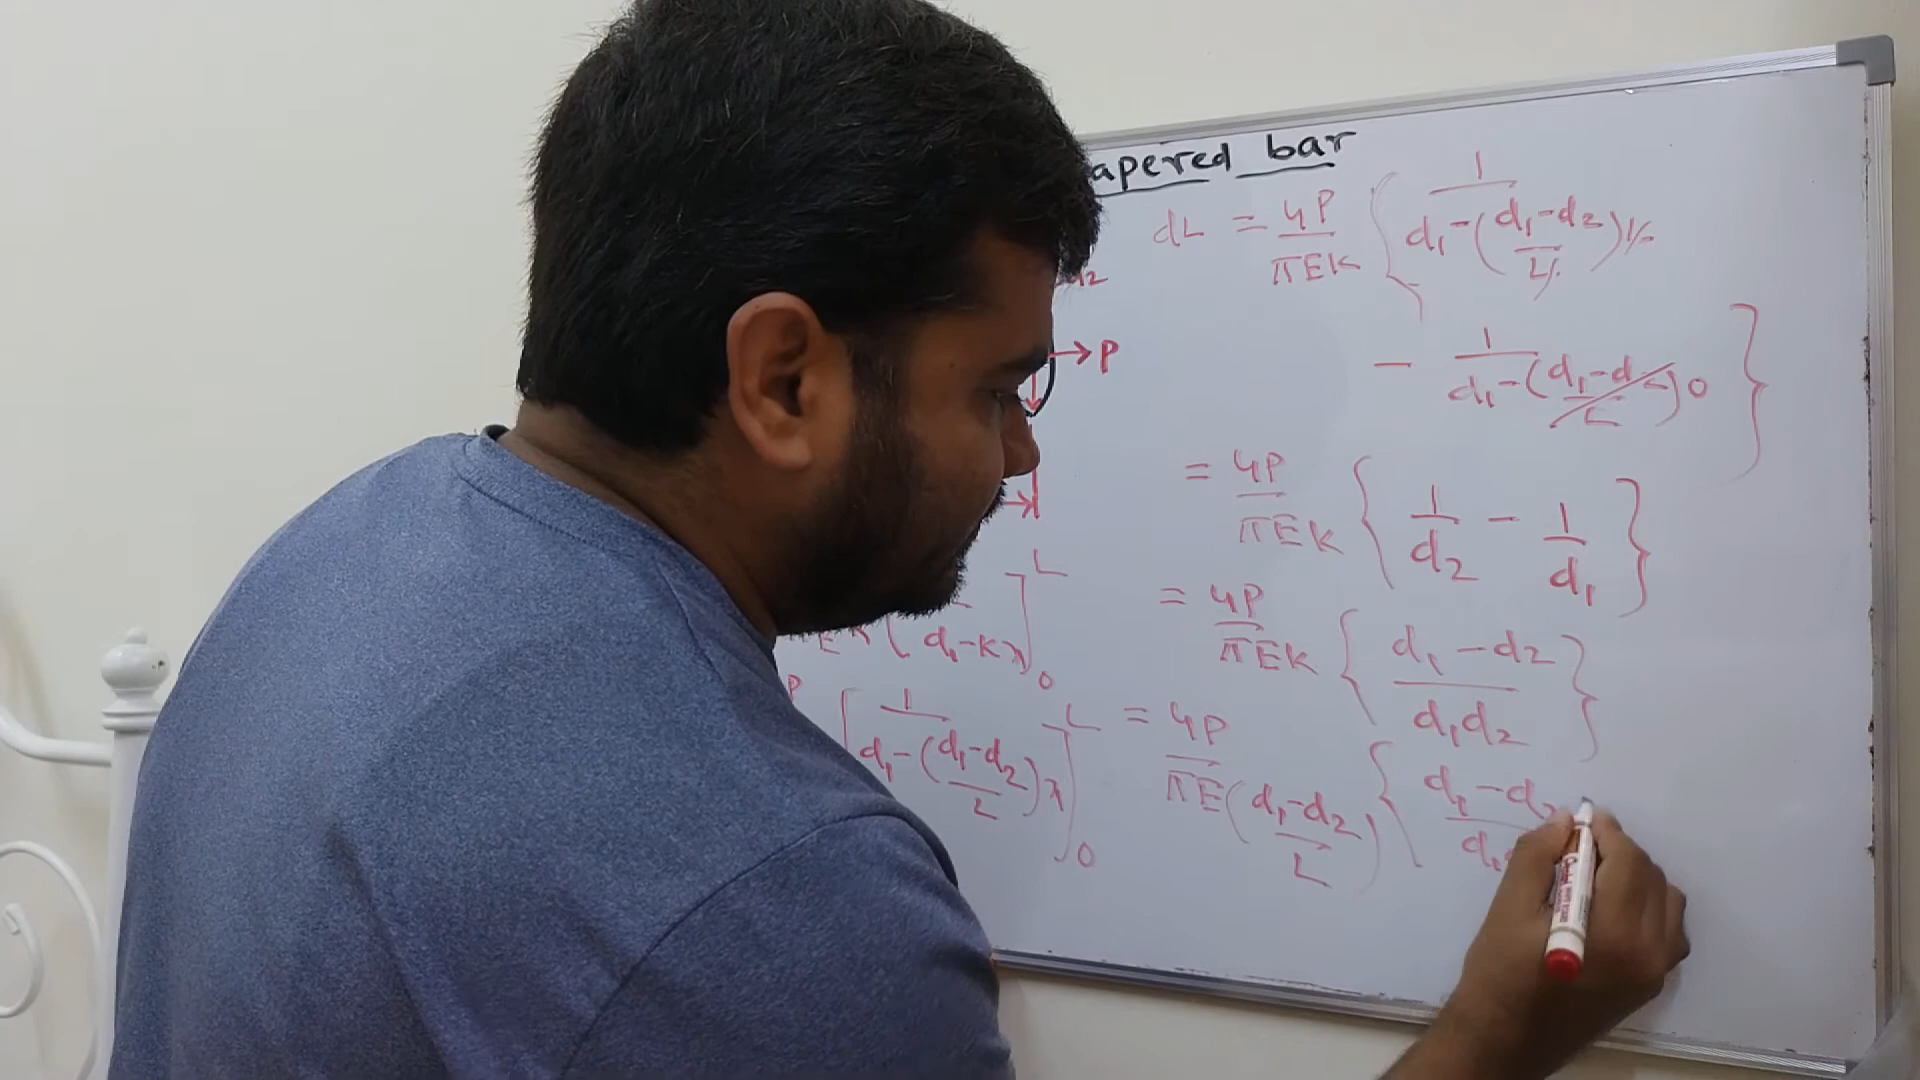 apered bar
dL = 4P / πEK { 1 / d₁-(d₁-d₂ / L)L
- 1 / d₁-(d₁-d / L)0 }
d₂
→ P
= 4P / πEK { 1 / d₂ - 1 / d₁ }
= 4P / πEK { d₁-d₂ / d₁d₂ }
= 4P / πE(d₁-d₂ / L) { d₁-d₂ / d₁
EK ( d₁-Kx ]₀ᴸ
P [ 1 / d₁-(d₁-d₂ / L)x ]₀ᴸ